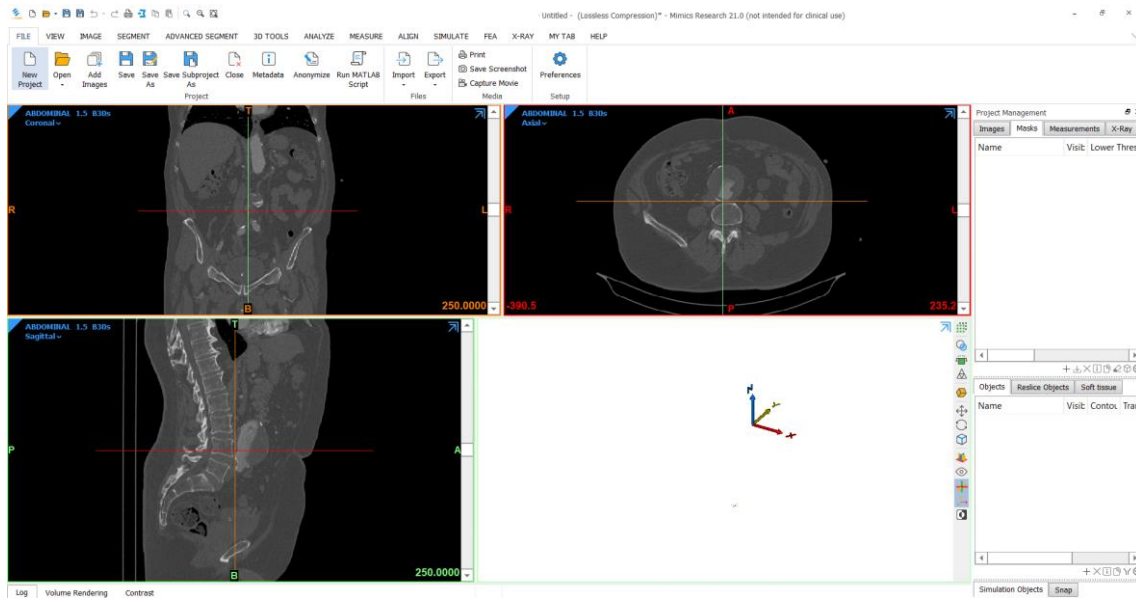 Untitled - (Lossless Compression)* - Mimics Research 21.0 (not intended for clinical use)
FILE VIEW IMAGE SEGMENT ADVANCED SEGMENT 3D TOOLS ANALYZE MEASURE ALIGN SIMULATE FEA X-RAY MY TAB HELP
New Project Open Add Images Save Save As Save Subproject As Close Metadata Anonymize Run MATLAB Script Import Export Print Save Screenshot Capture Movie Preferences
Project Files Media Setup
ABDOMINAL 1.5 B30s
Coronal
T
R
L
B
250.0000
ABDOMINAL 1.5 B30s
Axial
A
R
L
-390.5
P
235.2
Project Management
Images Masks Measurements X-Ray
Name Visib Lower Thres
ABDOMINAL 1.5 B30s
Sagittal
T
P
A
B
250.0000
Z
Y
X
Objects Reslice Objects Soft tissue
Name Visib Contou Tra
Simulation Objects Snap
Log Volume Rendering Contrast